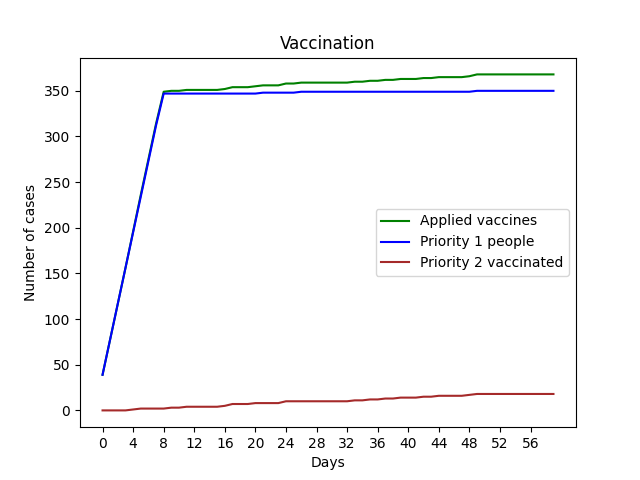 Vaccination
Number of cases
350
300
250
200
150
100
50
0
Applied vaccines
Priority 1 people
Priority 2 vaccinated
0 4 8 12 16 20 24 28 32 36 40 44 48 52 56
Days